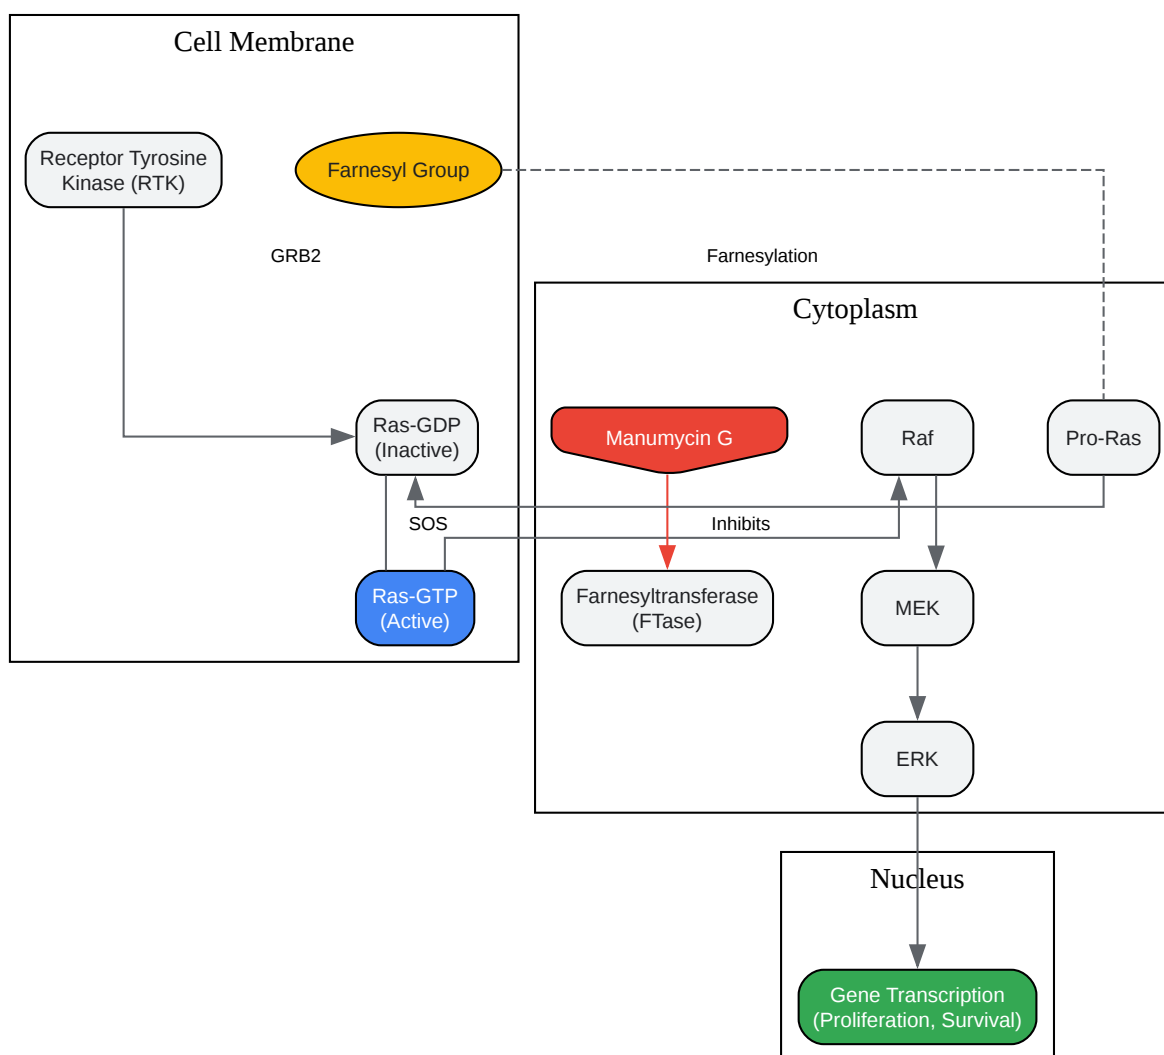 Cell Membrane
Receptor Tyrosine
Kinase (RTK)
Farnesyl Group
GRB2
Farnesylation
Cytoplasm
Ras-GDP
(Inactive)
Manumycin G
Raf
Pro-Ras
SOS
Inhibits
Ras-GTP
(Active)
Farnesyltransferase
(FTase)
MEK
ERK
Nucleus
Gene Transcription
(Proliferation, Survival)